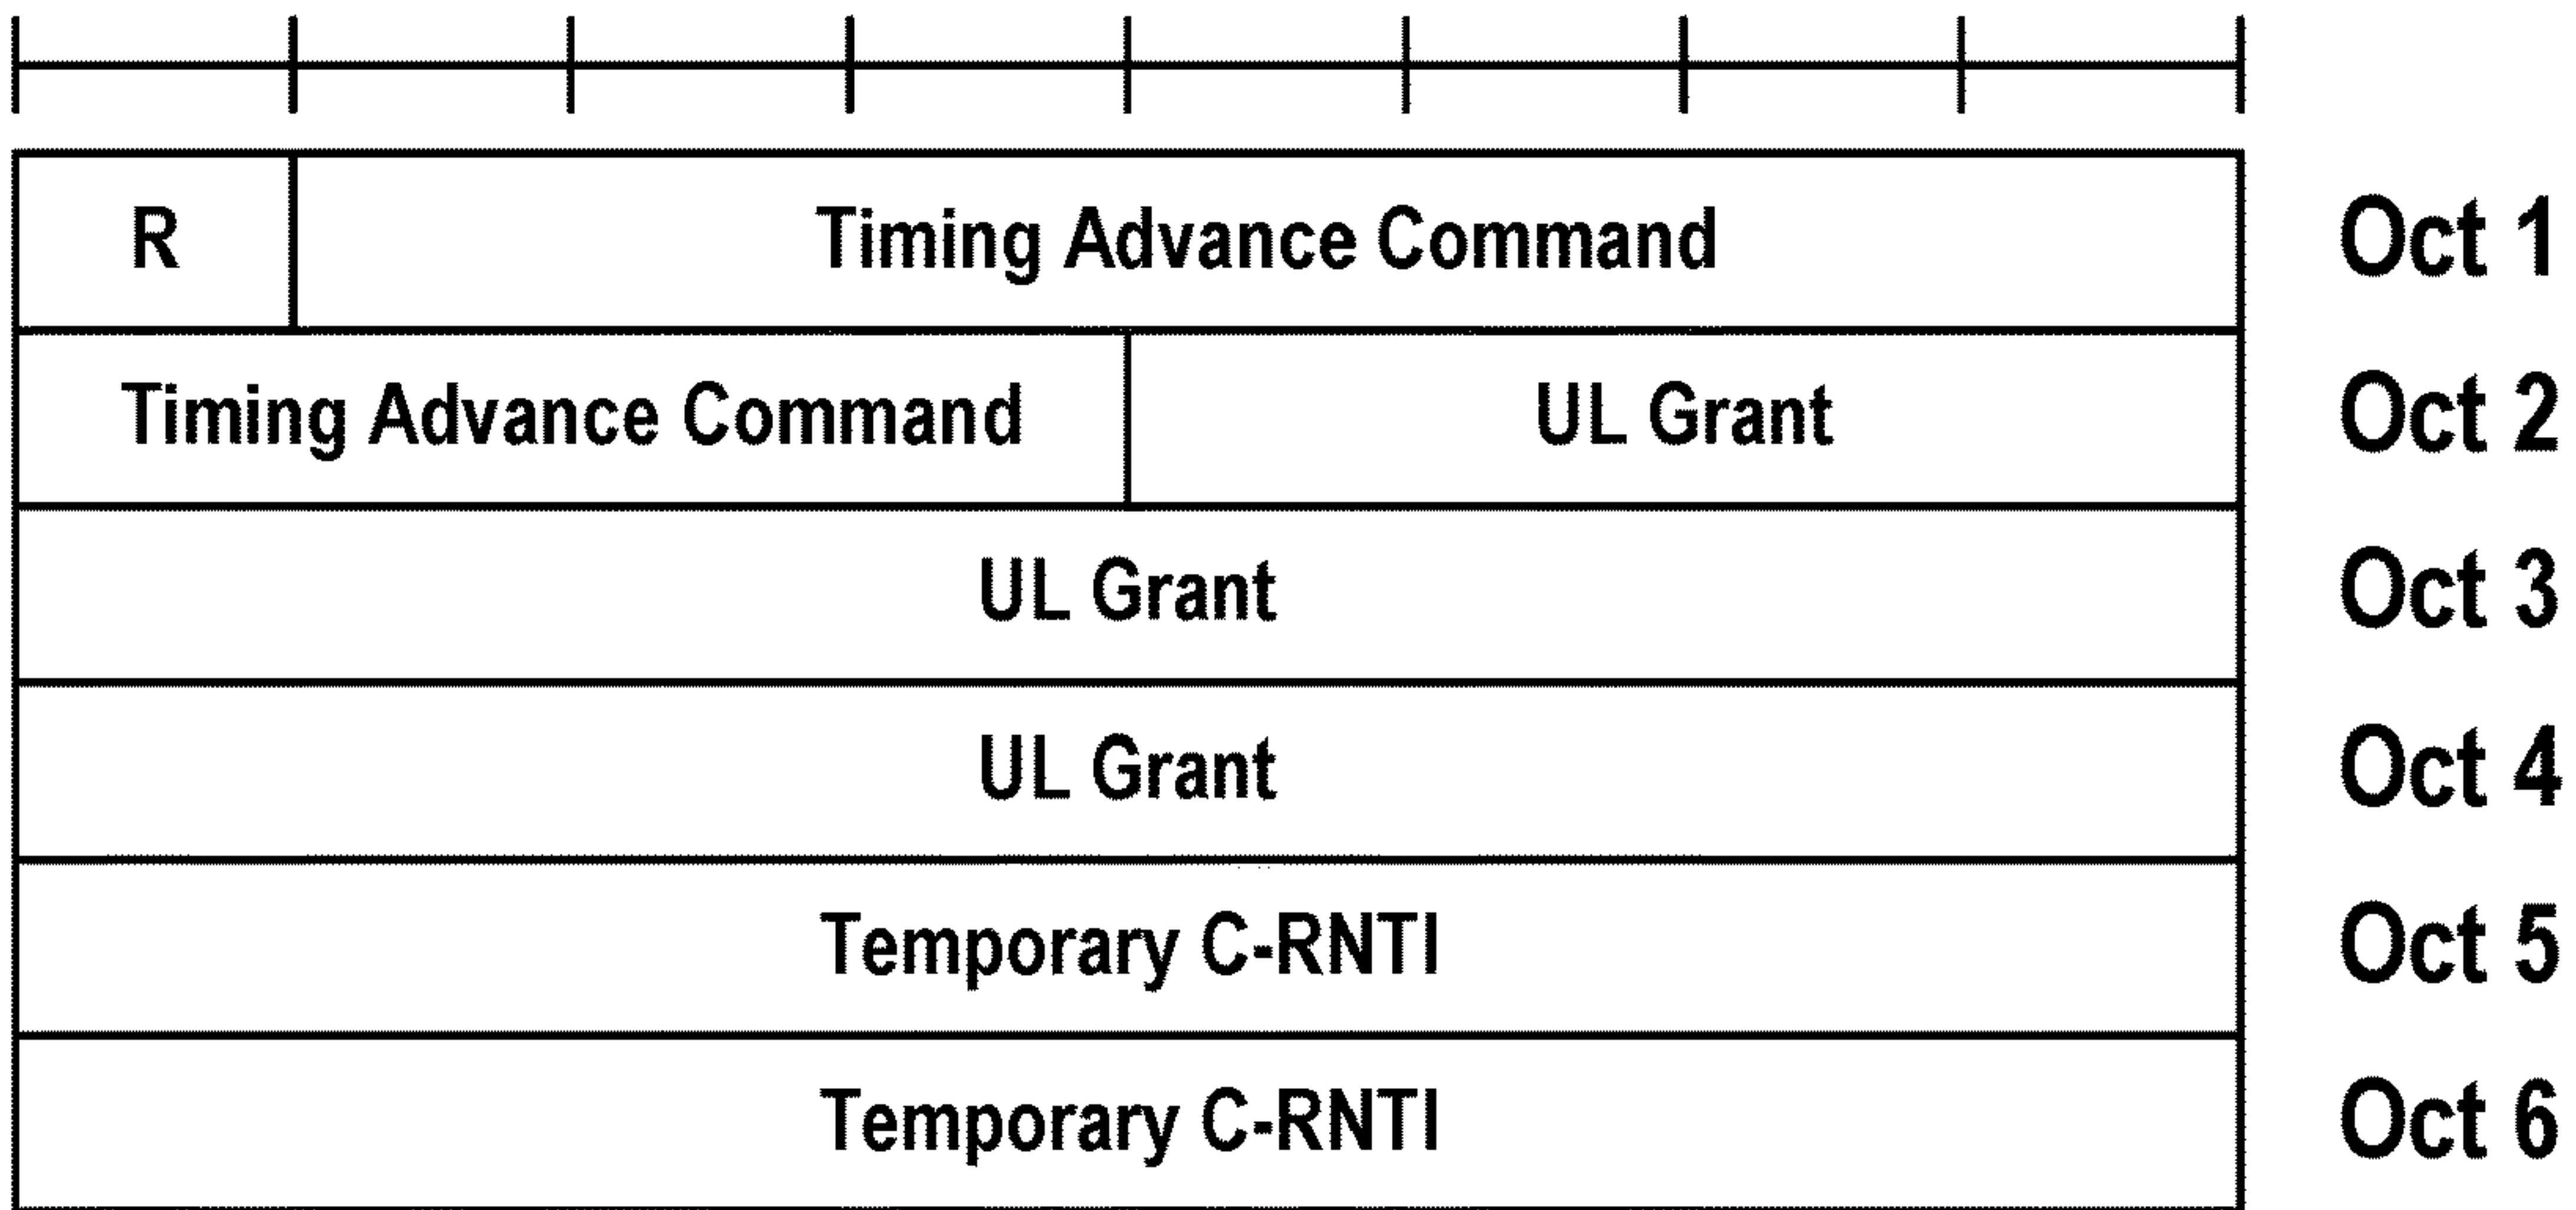 R Timing Advance Command Oct 1
Timing Advance Command UL Grant Oct 2
UL Grant Oct 3
UL Grant Oct 4
Temporary C-RNTI Oct 5
Temporary C-RNTI Oct 6